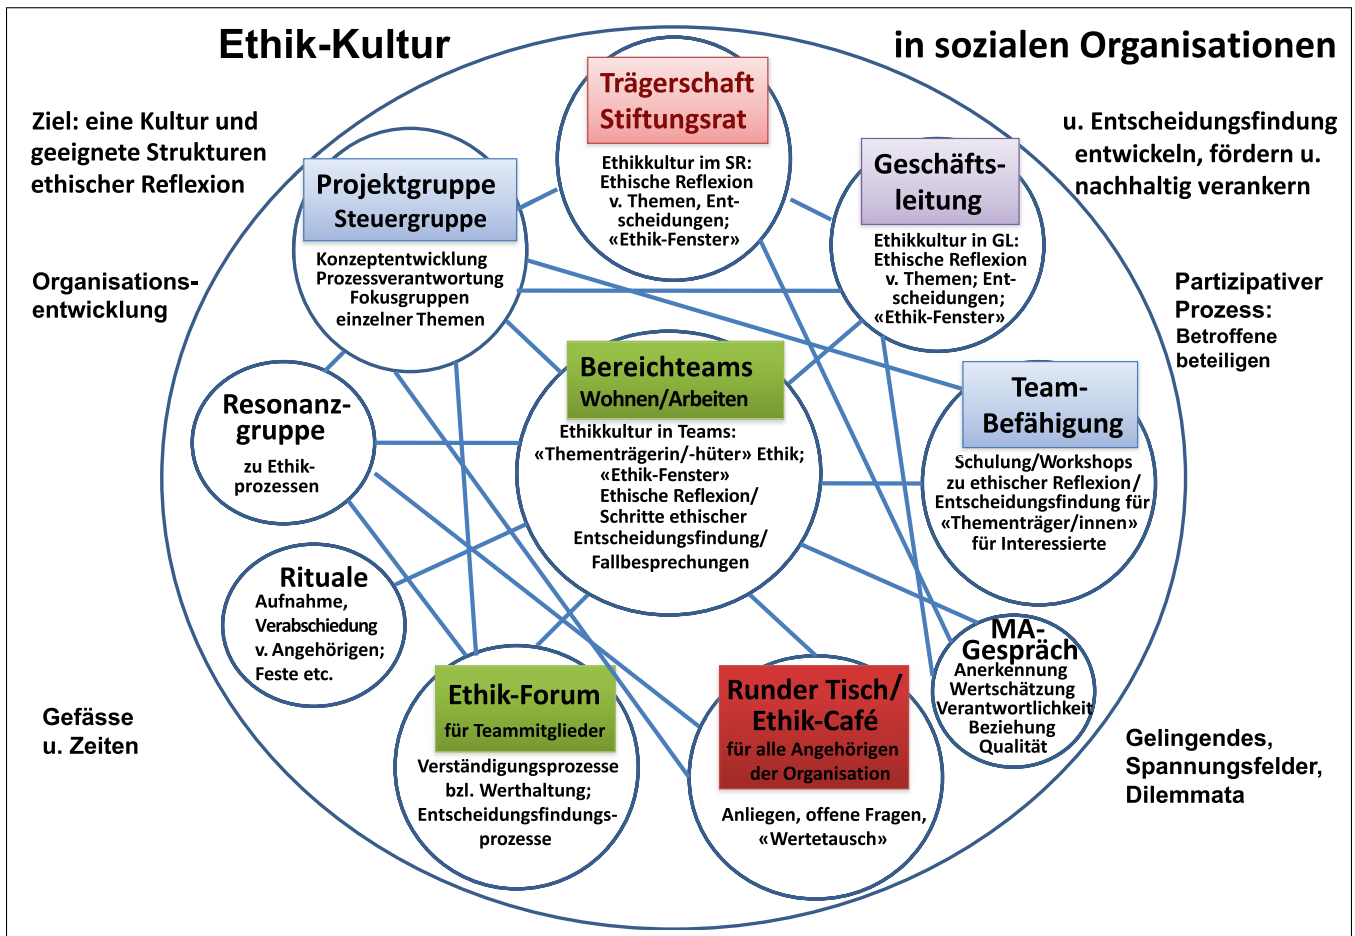 Ethik-Kultur
in sozialen Organisationen
Ziel: eine Kultur und
geeignete Strukturen
ethischer Reflexion
u. Entscheidungsfindung
entwickeln, fördern u.
nachhaltig verankern
Trägerschaft
Stiftungsrat
Ethikkultur im SR:
Ethische Reflexion
v. Themen, Ent-
scheidungen;
«Ethik-Fenster»
Projektgruppe
Steuergruppe
Konzeptentwicklung
Prozessverantwortung
Fokusgruppen
einzelner Themen
Geschäfts-
leitung
Ethikkultur in GL:
Ethische Reflexion
v. Themen; Ent-
scheidungen;
«Ethik-Fenster»
Organisations-
entwicklung
Partizipativer
Prozess:
Betroffene
beteiligen
Bereichteams
Wohnen/Arbeiten
Ethikkultur in Teams:
«Thementrägerin/-hüter» Ethik;
«Ethik-Fenster»
Ethische Reflexion/
Schritte ethischer
Entscheidungsfindung/
Fallbesprechungen
Resonanz-
gruppe
zu Ethik-
prozessen
Team-
Befähigung
Schulung/Workshops
zu ethischer Reflexion/
Entscheidungsfindung für
«Thementräger/innen»
für Interessierte
Rituale
Aufnahme,
Verabschiedung
v. Angehörigen;
Feste etc.
MA-
Gespräch
Anerkennung
Wertschätzung
Verantwortlichkeit
Beziehung
Qualität
Ethik-Forum
für Teammitglieder
Verständigungsprozesse
bzl. Werthaltung;
Entscheidungsfindungs-
prozesse
Runder Tisch/
Ethik-Café
für alle Angehörigen
der Organisation
Anliegen, offene Fragen,
«Wertetausch»
Gefässe
u. Zeiten
Gelingendes,
Spannungsfelder,
Dilemmata